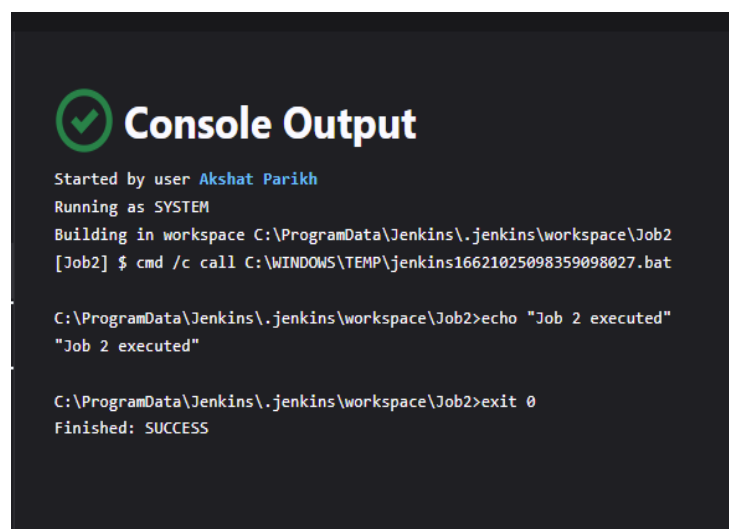 Console Output
Started by user Akshat Parikh
Running as SYSTEM
Building in workspace C:\ProgramData\Jenkins\.jenkins\workspace\Job2
[Job2] $ cmd /c call C:\WINDOWS\TEMP\jenkins16621025098359098027.bat
C:\ProgramData\Jenkins\.jenkins\workspace\Job2>echo "Job 2 executed"
"Job 2 executed"
C:\ProgramData\Jenkins\.jenkins\workspace\Job2>exit 0
Finished: SUCCESS